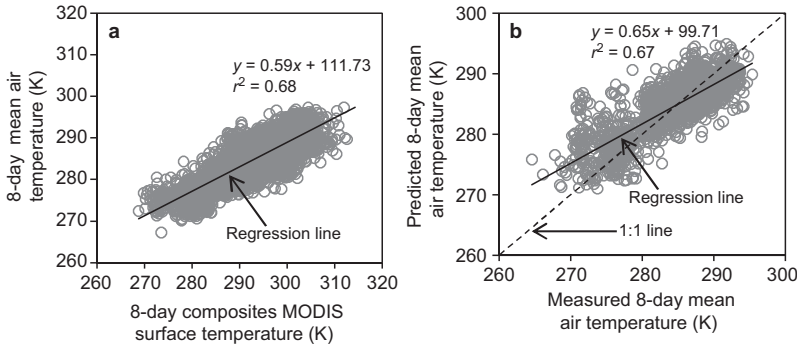 a
y = 0.59x + 111.73
r² = 0.68
Regression line
320
310
300
290
280
270
260
260 270 280 290 300 310 320
8-day mean air
temperature (K)
8-day composites MODIS
surface temperature (K)
b
y = 0.65x + 99.71
r² = 0.67
Regression line
1:1 line
300
290
280
270
260
260 270 280 290 300
Predicted 8-day mean
air temperature (K)
Measured 8-day mean
air temperature (K)